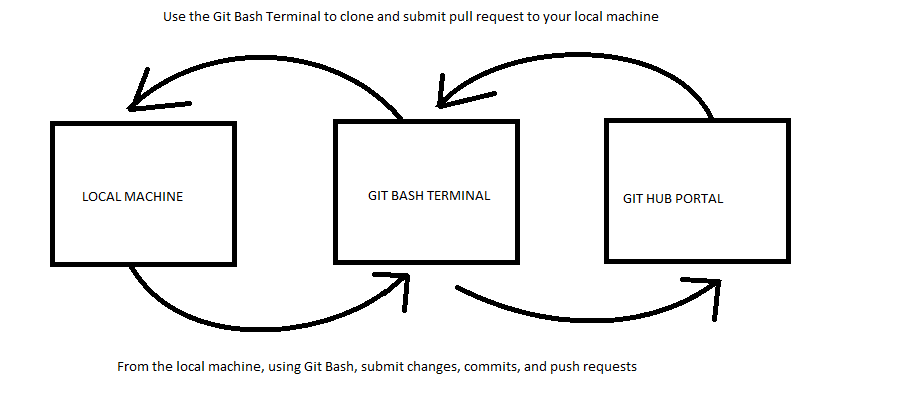 Use the Git Bash Terminal to clone and submit pull request to your local machine
LOCAL MACHINE
GIT BASH TERMINAL
GIT HUB PORTAL
From the local machine, using Git Bash, submit changes, commits, and push requests